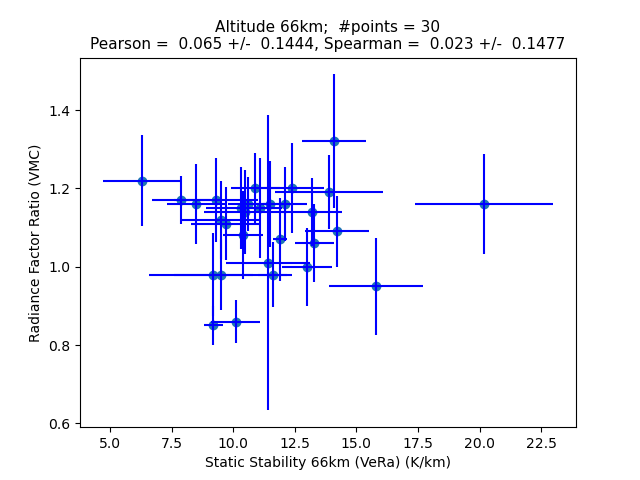 Altitude 66km;  #points = 30
Pearson =  0.065 +/-  0.1444, Spearman =  0.023 +/-  0.1477
1.4
1.2
1.0
0.8
0.6
Radiance Factor Ratio (VMC)
5.0 7.5 10.0 12.5 15.0 17.5 20.0 22.5
Static Stability 66km (VeRa) (K/km)